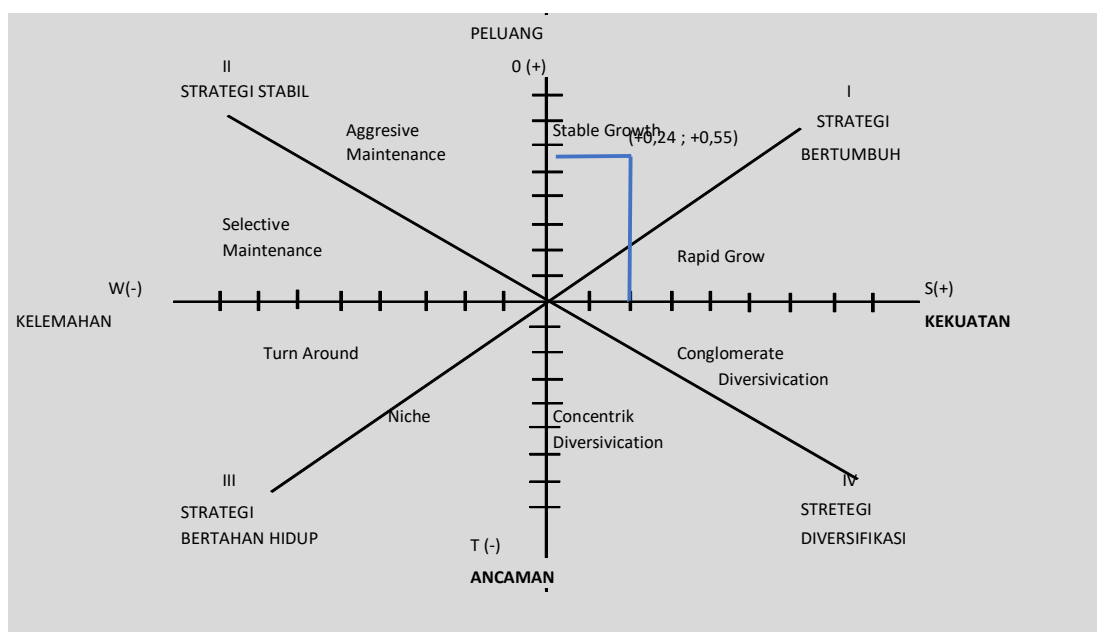 PELUANG
0 (+)
II
STRATEGI STABIL
I
STRATEGI
BERTUMBUH
Aggresive
Maintenance
Stable Growth
(+0,24 ; +0,55)
Selective
Maintenance
Rapid Grow
W(-)
KELEMAHAN
S(+)
KEKUATAN
Turn Around
Conglomerate
Diversivication
Niche
Concentrik
Diversivication
III
STRATEGI
BERTAHAN HIDUP
IV
STRETEGI
DIVERSIFIKASI
T (-)
ANCAMAN